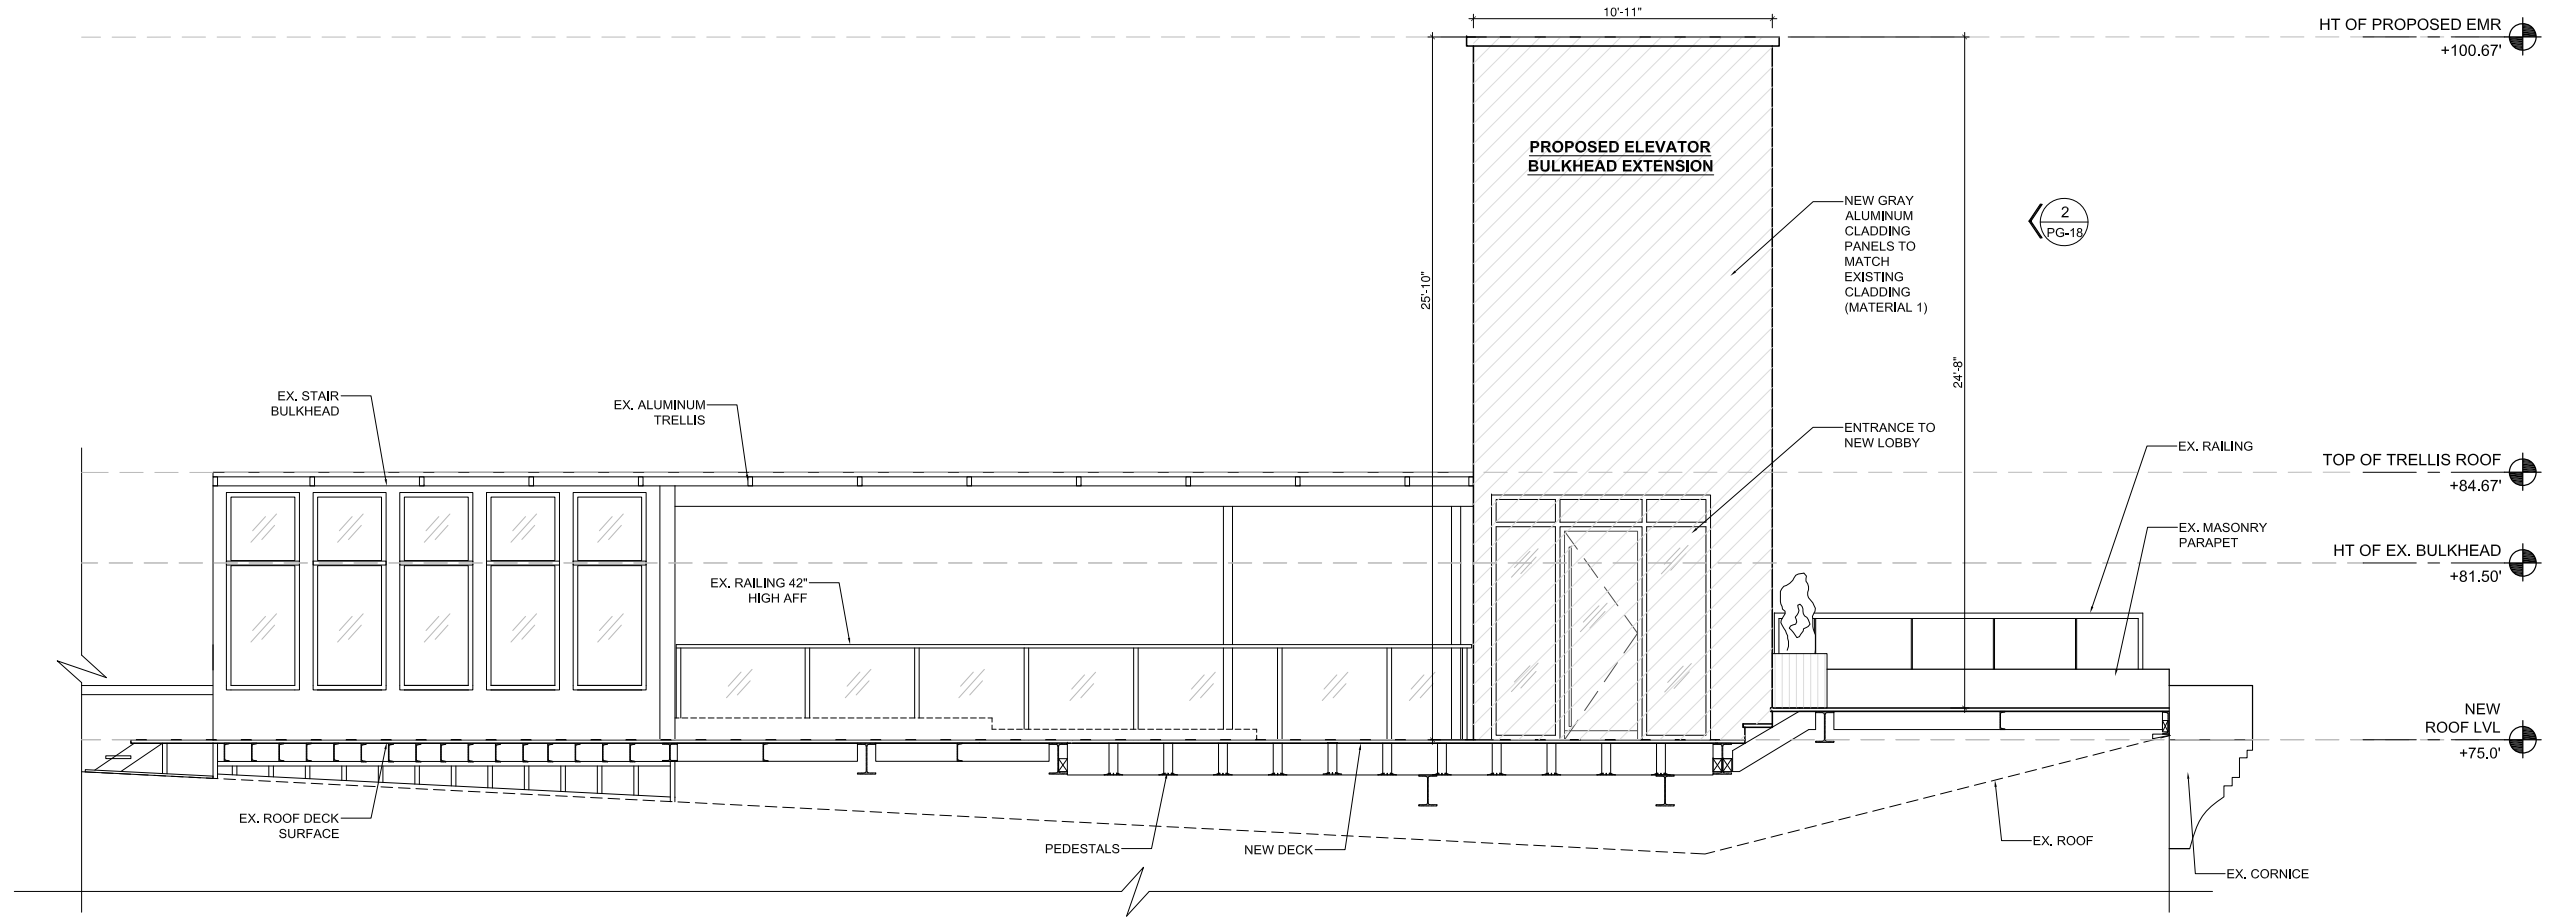 10'-11"
HT OF PROPOSED EMR
+100.67'
PROPOSED ELEVATOR
BULKHEAD EXTENSION
NEW GRAY
ALUMINUM
CLADDING
PANELS TO
MATCH
EXISTING
CLADDING
(MATERIAL 1)
2
PG-18
25'-10"
24'-8"
EX. STAIR
BULKHEAD
EX. ALUMINUM
TRELLIS
ENTRANCE TO
NEW LOBBY
EX. RAILING
TOP OF TRELLIS ROOF
+84.67'
EX. MASONRY
PARAPET
HT OF EX. BULKHEAD
+81.50'
EX. RAILING 42"
HIGH AFF
NEW
ROOF LVL
+75.0'
EX. ROOF DECK
SURFACE
PEDESTALS
NEW DECK
EX. ROOF
EX. CORNICE